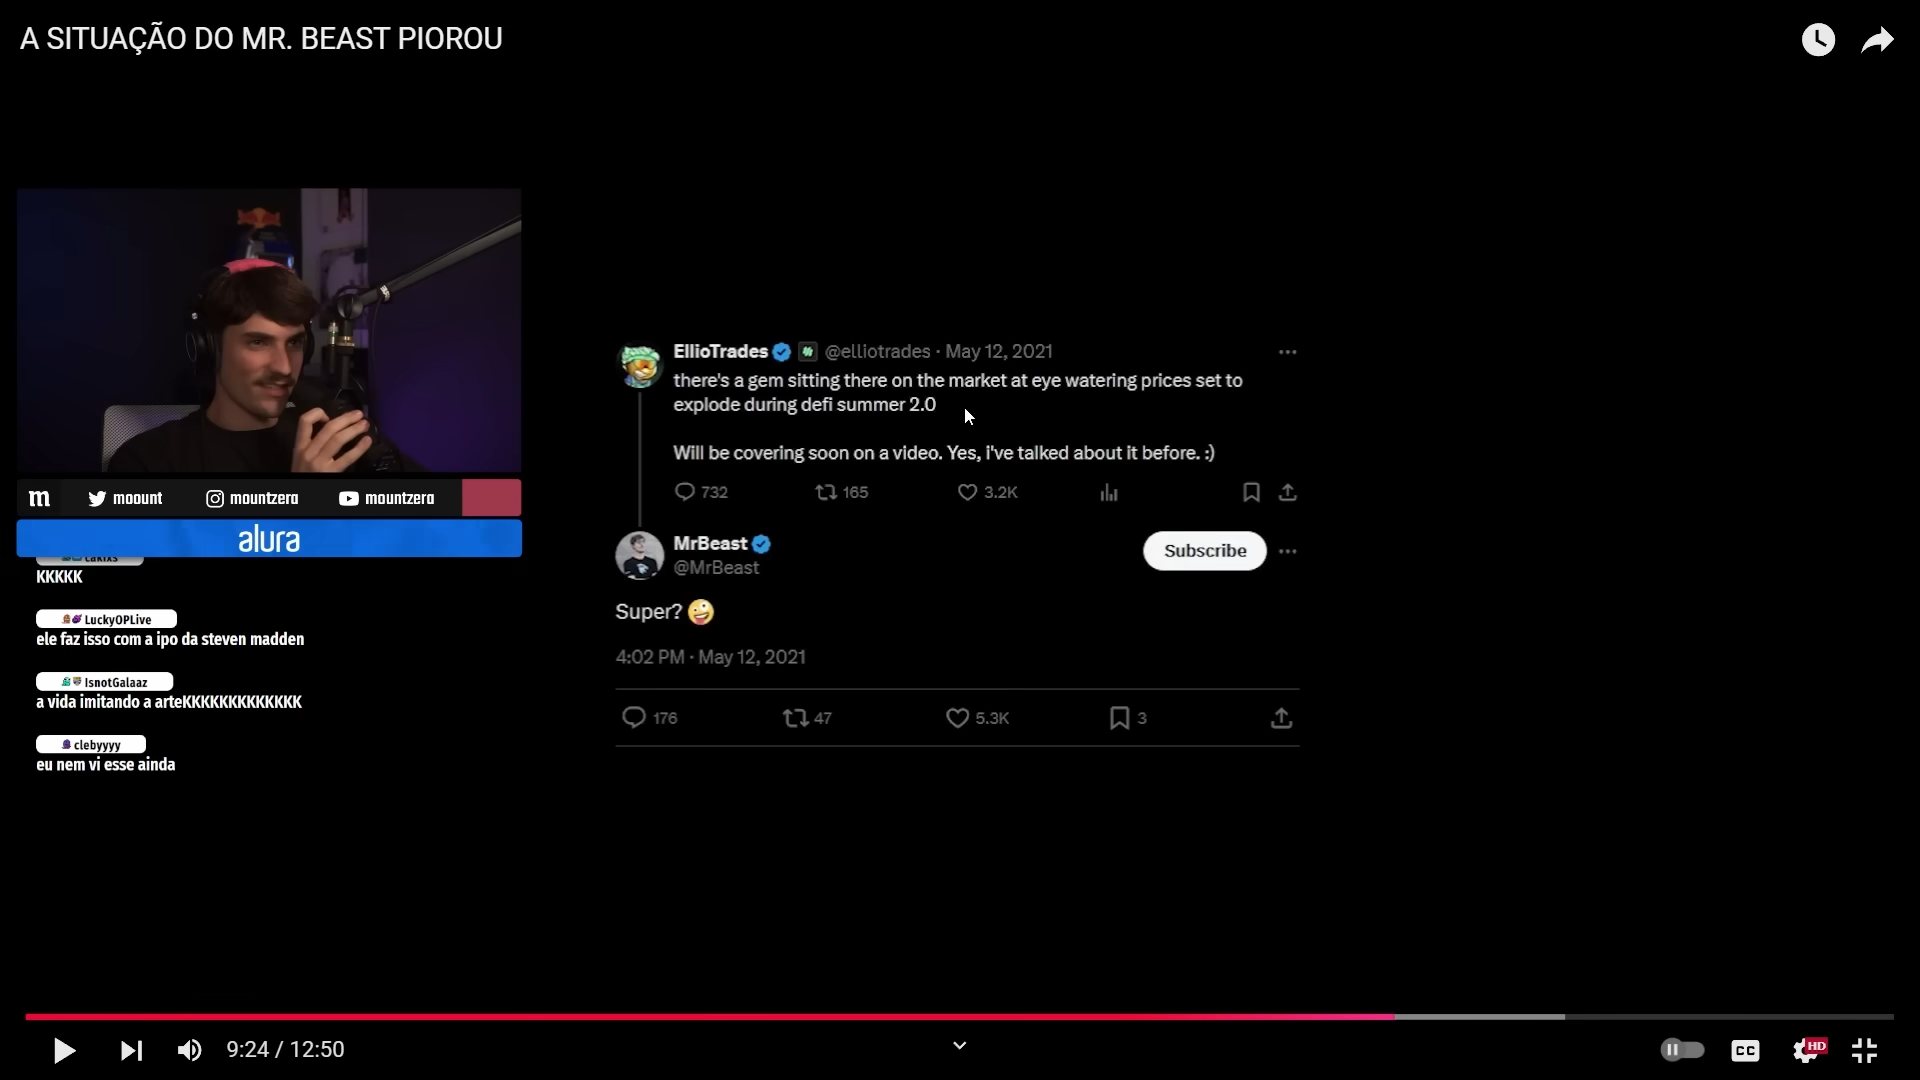 A SITUAÇÃO DO MR. BEAST PIOROU
m moount mountzera mountzera
alura
cakixs
KKKKK
LuckyOPLive
ele faz isso com a ipo da steven madden
IsnotGalaaz
a vida imitando a arteKKKKKKKKKKKKK
clebyyyy
eu nem vi esse ainda
EllioTrades @elliotrades · May 12, 2021
there's a gem sitting there on the market at eye watering prices set to
explode during defi summer 2.0
Will be covering soon on a video. Yes, i've talked about it before. :)
732 165 3.2K
MrBeast
@MrBeast
Subscribe
Super? 🤪
4:02 PM · May 12, 2021
176 47 5.3K 3
9:24 / 12:50
CC HD